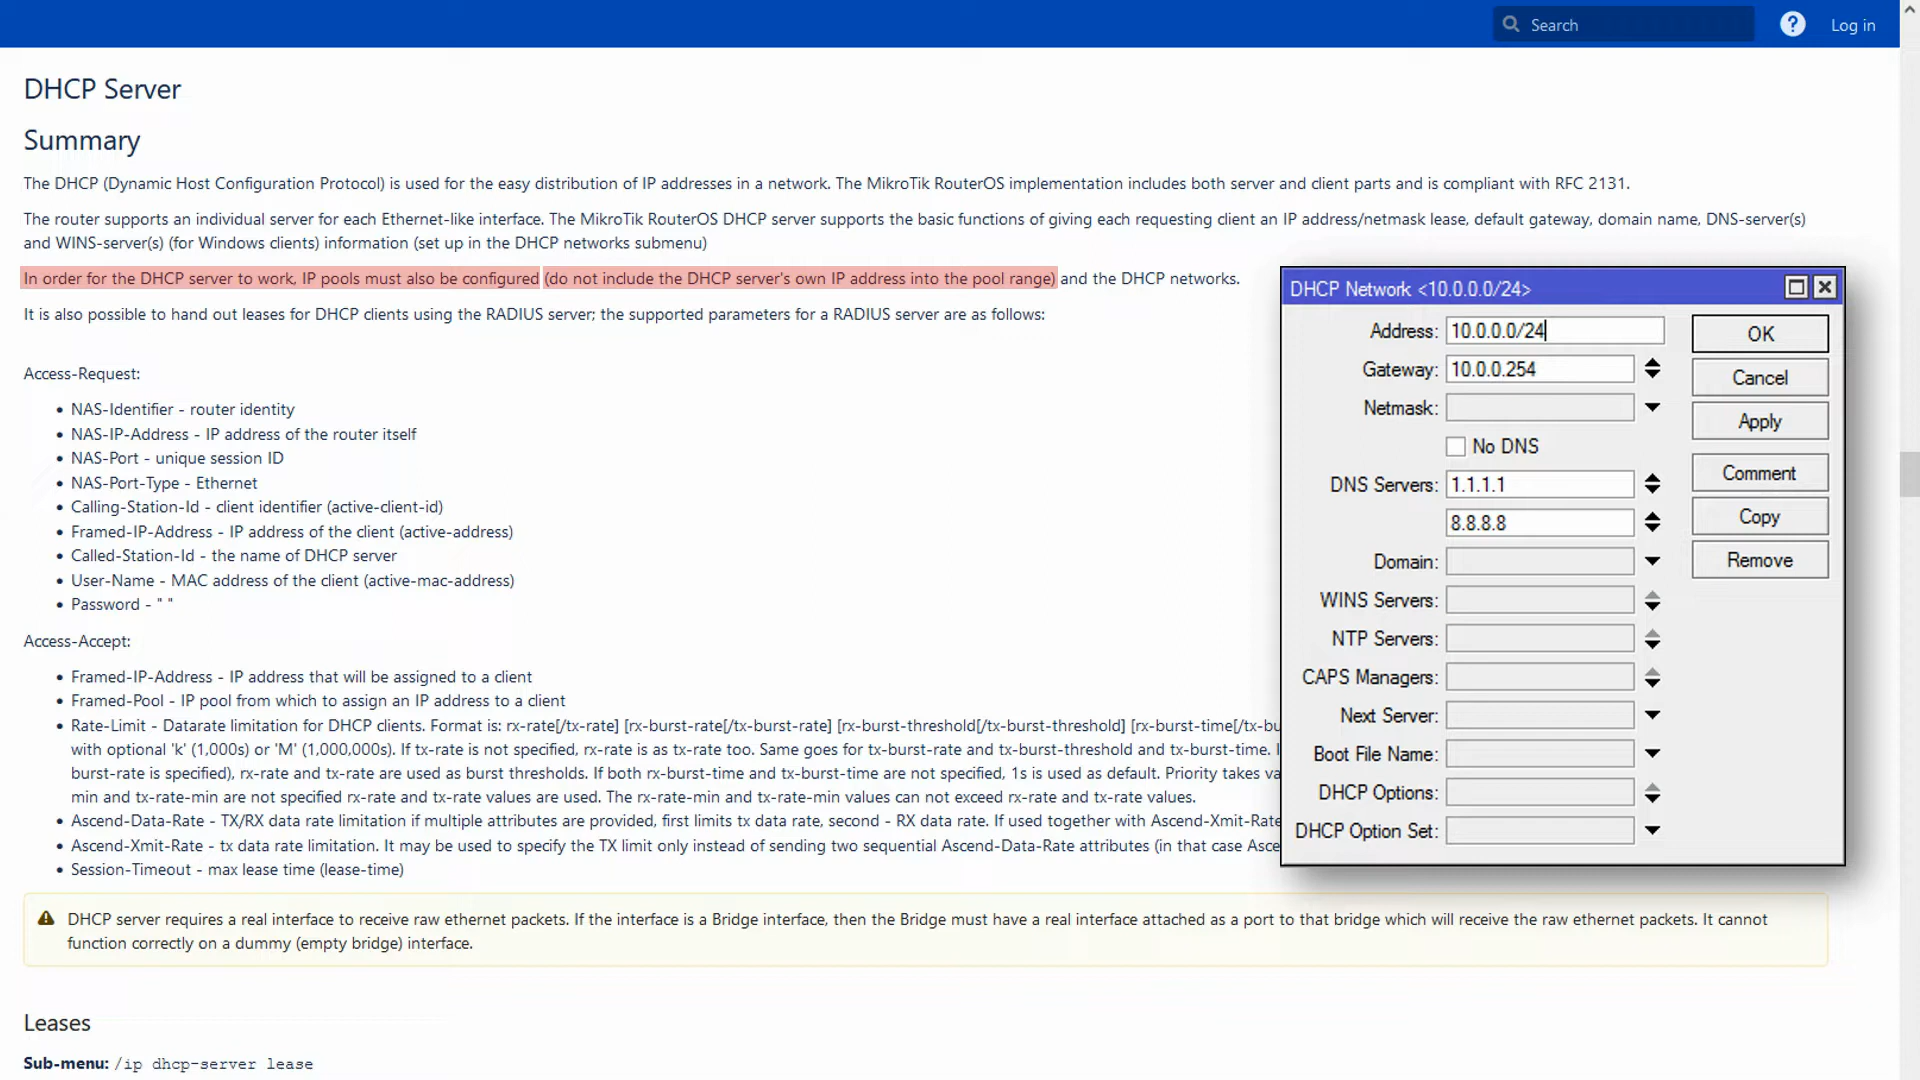 Search
?
Log in
DHCP Server
Summary
The DHCP (Dynamic Host Configuration Protocol) is used for the easy distribution of IP addresses in a network. The MikroTik RouterOS implementation includes both server and client parts and is compliant with RFC 2131.
The router supports an individual server for each Ethernet-like interface. The MikroTik RouterOS DHCP server supports the basic functions of giving each requesting client an IP address/netmask lease, default gateway, domain name, DNS-server(s)
and WINS-server(s) (for Windows clients) information (set up in the DHCP networks submenu)
In order for the DHCP server to work, IP pools must also be configured (do not include the DHCP server's own IP address into the pool range) and the DHCP networks.
It is also possible to hand out leases for DHCP clients using the RADIUS server; the supported parameters for a RADIUS server are as follows:
Access-Request:
• NAS-Identifier - router identity
• NAS-IP-Address - IP address of the router itself
• NAS-Port - unique session ID
• NAS-Port-Type - Ethernet
• Calling-Station-Id - client identifier (active-client-id)
• Framed-IP-Address - IP address of the client (active-address)
• Called-Station-Id - the name of DHCP server
• User-Name - MAC address of the client (active-mac-address)
• Password - " "
Access-Accept:
• Framed-IP-Address - IP address that will be assigned to a client
• Framed-Pool - IP pool from which to assign an IP address to a client
• Rate-Limit - Datarate limitation for DHCP clients. Format is: rx-rate[/tx-rate] [rx-burst-rate[/tx-burst-rate] [rx-burst-threshold[/tx-burst-threshold] [rx-burst-time[/tx-bu
with optional 'k' (1,000s) or 'M' (1,000,000s). If tx-rate is not specified, rx-rate is as tx-rate too. Same goes for tx-burst-rate and tx-burst-threshold and tx-burst-time. I
burst-rate is specified), rx-rate and tx-rate are used as burst thresholds. If both rx-burst-time and tx-burst-time are not specified, 1s is used as default. Priority takes va
min and tx-rate-min are not specified rx-rate and tx-rate values are used. The rx-rate-min and tx-rate-min values can not exceed rx-rate and tx-rate values.
• Ascend-Data-Rate - TX/RX data rate limitation if multiple attributes are provided, first limits tx data rate, second - RX data rate. If used together with Ascend-Xmit-Rate
• Ascend-Xmit-Rate - tx data rate limitation. It may be used to specify the TX limit only instead of sending two sequential Ascend-Data-Rate attributes (in that case Asce
• Session-Timeout - max lease time (lease-time)
DHCP Network <10.0.0.0/24>
Address: 10.0.0.0/24
OK
Gateway: 10.0.0.254
Cancel
Netmask:
Apply
No DNS
Comment
DNS Servers: 1.1.1.1
Copy
8.8.8.8
Remove
Domain:
WINS Servers:
NTP Servers:
CAPS Managers:
Next Server:
Boot File Name:
DHCP Options:
DHCP Option Set:
DHCP server requires a real interface to receive raw ethernet packets. If the interface is a Bridge interface, then the Bridge must have a real interface attached as a port to that bridge which will receive the raw ethernet packets. It cannot
function correctly on a dummy (empty bridge) interface.
Leases
Sub-menu: /ip dhcp-server lease